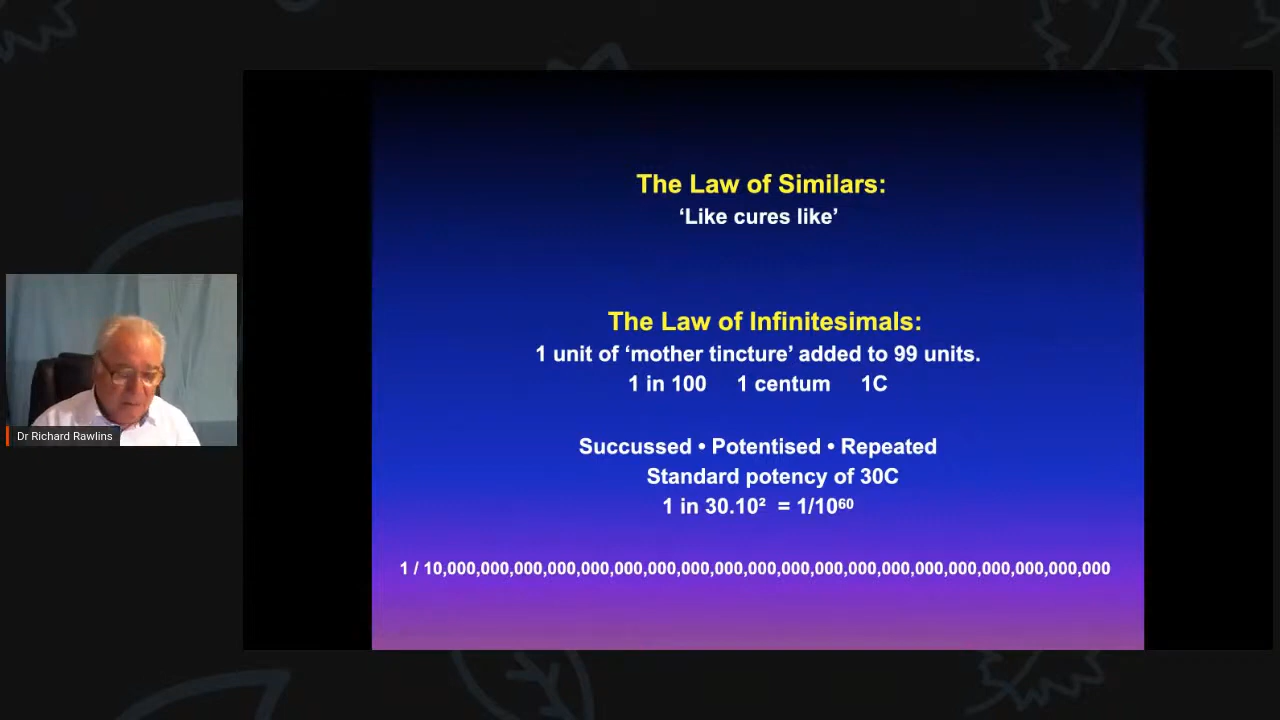 The Law of Similars:
‘Like cures like’
The Law of Infinitesimals:
1 unit of ‘mother tincture’ added to 99 units.
1 in 100 1 centum 1C
Succussed • Potentised • Repeated
Standard potency of 30C
1 in 30.10² = 1/10⁶⁰
1 / 10,000,000,000,000,000,000,000,000,000,000,000,000,000,000,000,000,000,000,000
Dr Richard Rawlins